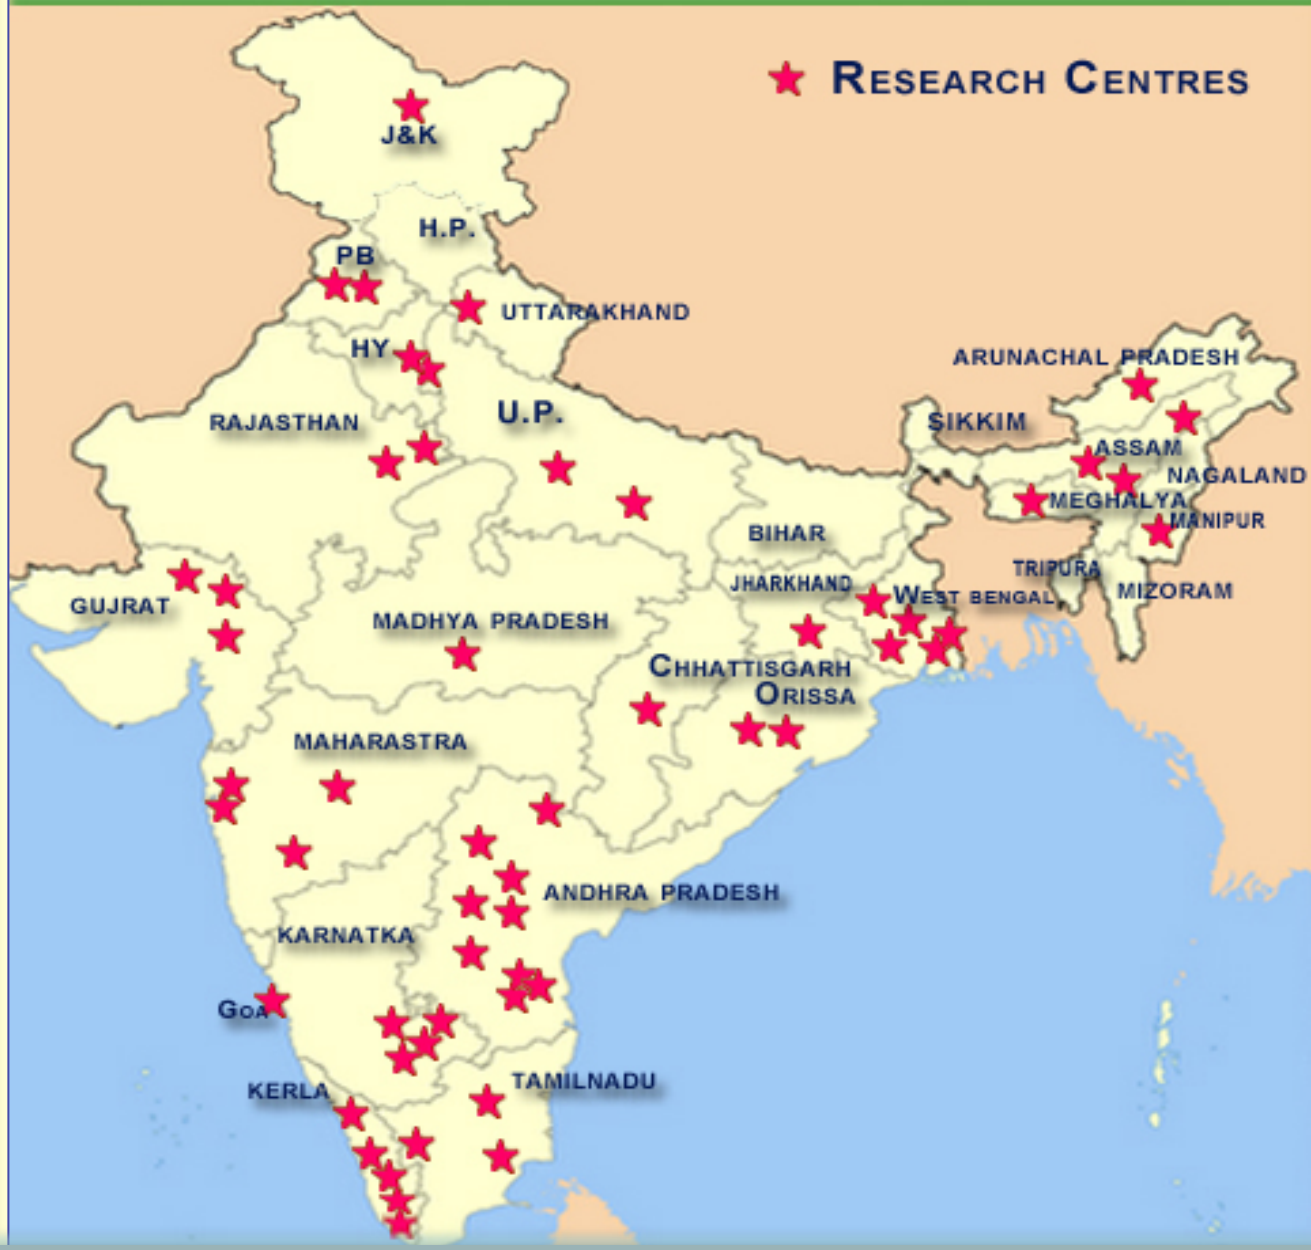 RESEARCH CENTRES
J&K
H.P.
PB
UTTARAKHAND
HY
ARUNACHAL PRADESH
U.P.
RAJASTHAN
SIKKIM
ASSAM
NAGALAND
MEGHALYA
MANIPUR
BIHAR
TRIPURA
JHARKHAND
MIZORAM
WEST BENGAL
GUJRAT
MADHYA PRADESH
CHHATTISGARH
ORISSA
MAHARASTRA
ANDHRA PRADESH
KARNATKA
GOA
TAMILNADU
KERLA